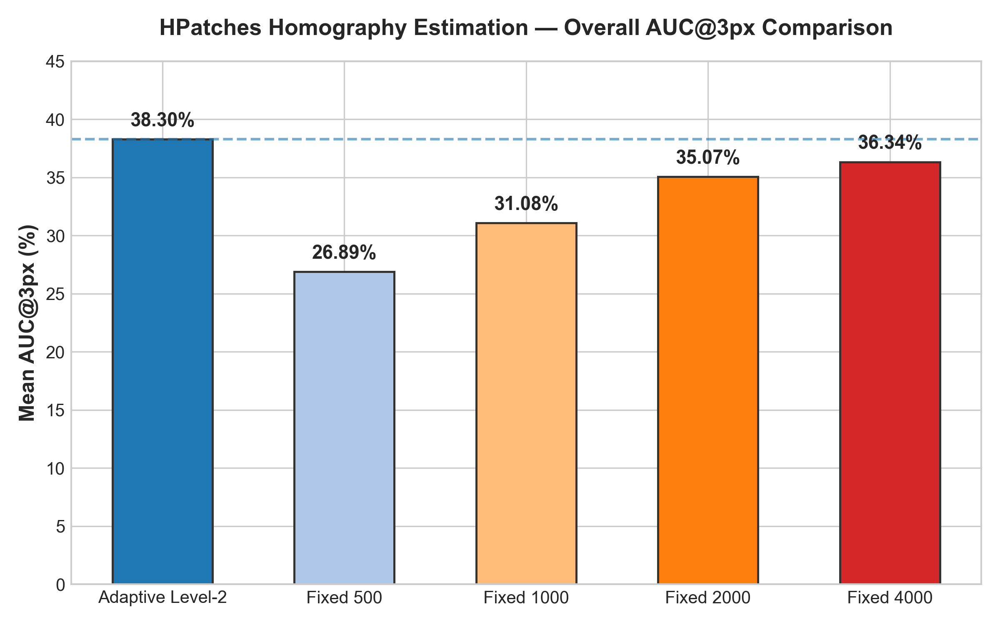 HPatches Homography Estimation — Overall AUC@3px Comparison
Mean AUC@3px (%)
45
40
35
30
25
20
15
10
5
0
38.30%
26.89%
31.08%
35.07%
36.34%
Adaptive Level-2
Fixed 500
Fixed 1000
Fixed 2000
Fixed 4000